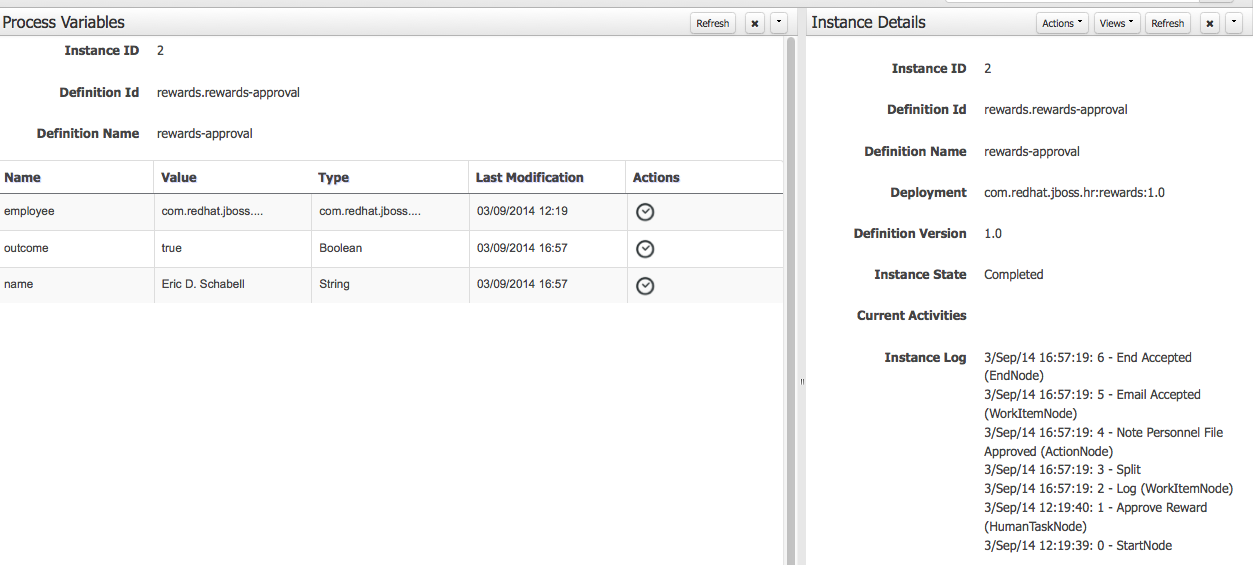 Process Variables
Refresh
Instance ID 2
Definition Id rewards.rewards-approval
Definition Name rewards-approval
Name Value Type Last Modification Actions
employee com.redhat.jboss.... com.redhat.jboss.... 03/09/2014 12:19
outcome true Boolean 03/09/2014 16:57
name Eric D. Schabell String 03/09/2014 16:57
Instance Details
Actions Views Refresh
Instance ID 2
Definition Id rewards.rewards-approval
Definition Name rewards-approval
Deployment com.redhat.jboss.hr:rewards:1.0
Definition Version 1.0
Instance State Completed
Current Activities
Instance Log 3/Sep/14 16:57:19: 6 - End Accepted
(EndNode)
3/Sep/14 16:57:19: 5 - Email Accepted
(WorkItemNode)
3/Sep/14 16:57:19: 4 - Note Personnel File
Approved (ActionNode)
3/Sep/14 16:57:19: 3 - Split
3/Sep/14 16:57:19: 2 - Log (WorkItemNode)
3/Sep/14 12:19:40: 1 - Approve Reward
(HumanTaskNode)
3/Sep/14 12:19:39: 0 - StartNode